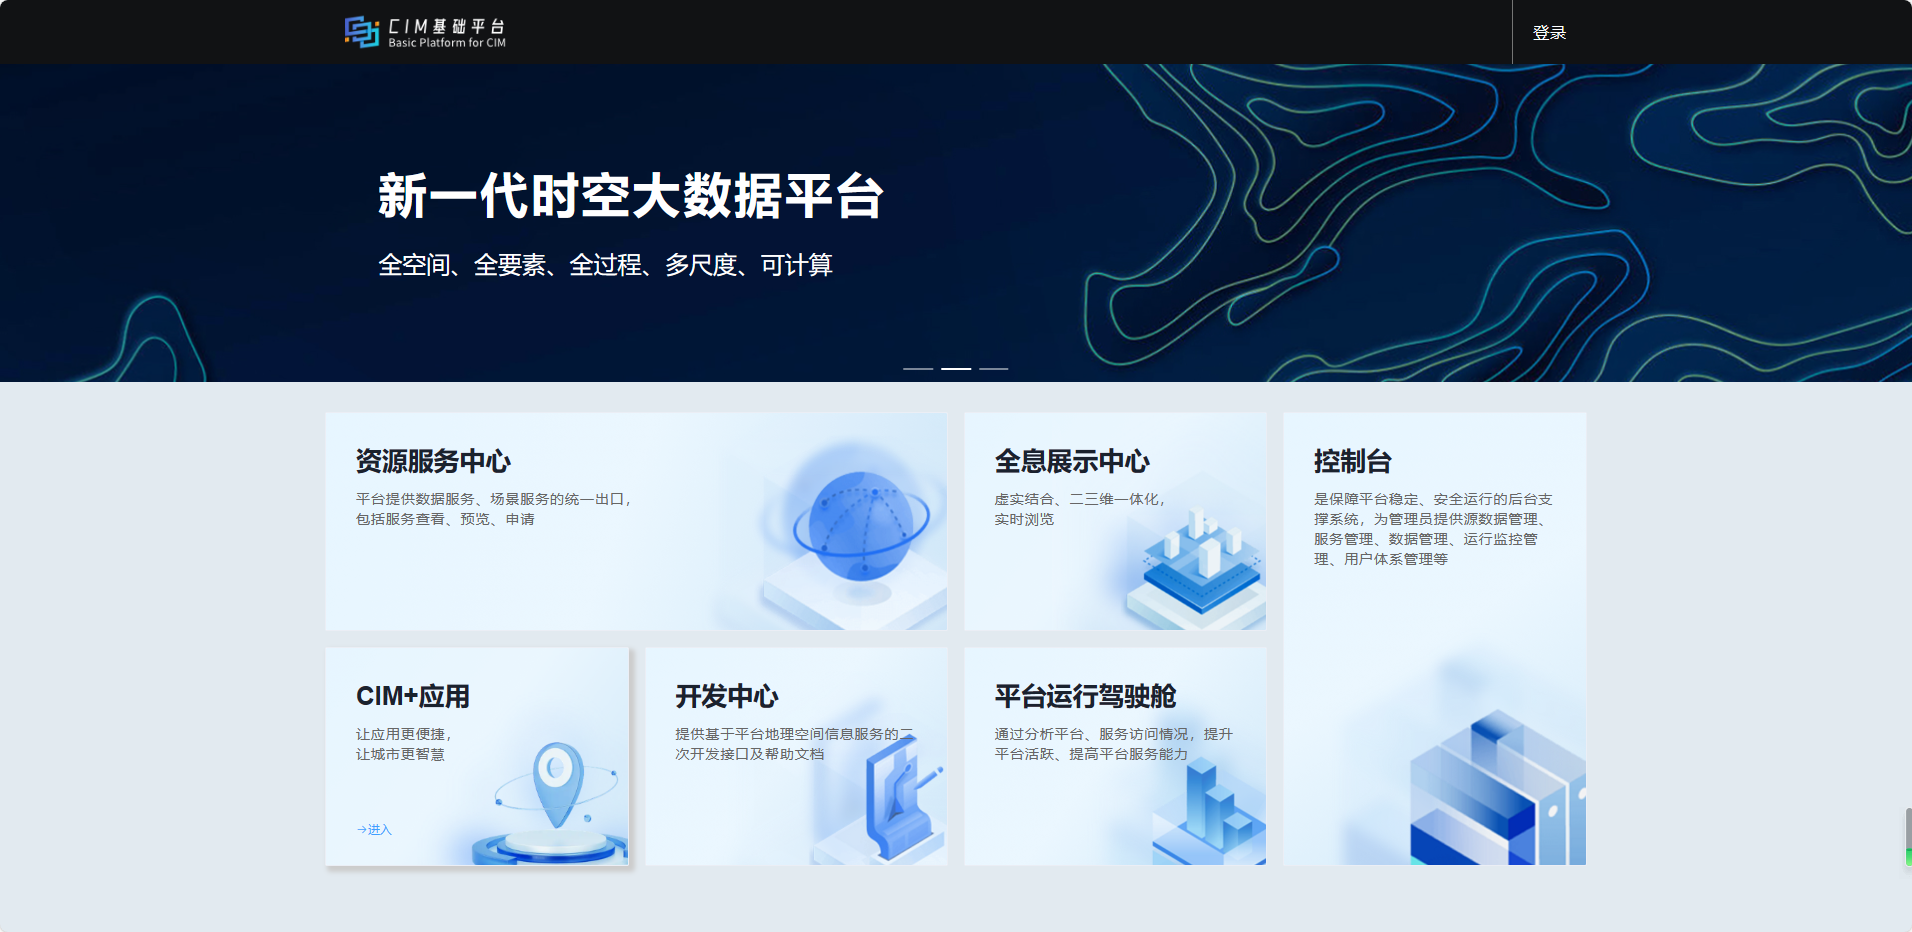 CIM基础平台
Basic Platform for CIM
登录
新一代时空大数据平台
全空间、全要素、全过程、多尺度、可计算
资源服务中心
平台提供数据服务、场景服务的统一出口，
包括服务查看、预览、申请
全息展示中心
虚实结合、二三维一体化，
实时浏览
控制台
是保障平台稳定、安全运行的后台支
撑系统，为管理员提供源数据管理、
服务管理、数据管理、运行监控管
理、用户体系管理等
CIM+应用
让应用更便捷，
让城市更智慧
→进入
开发中心
提供基于平台地理空间信息服务的二
次开发接口及帮助文档
平台运行驾驶舱
通过分析平台、服务访问情况，提升
平台活跃、提高平台服务能力